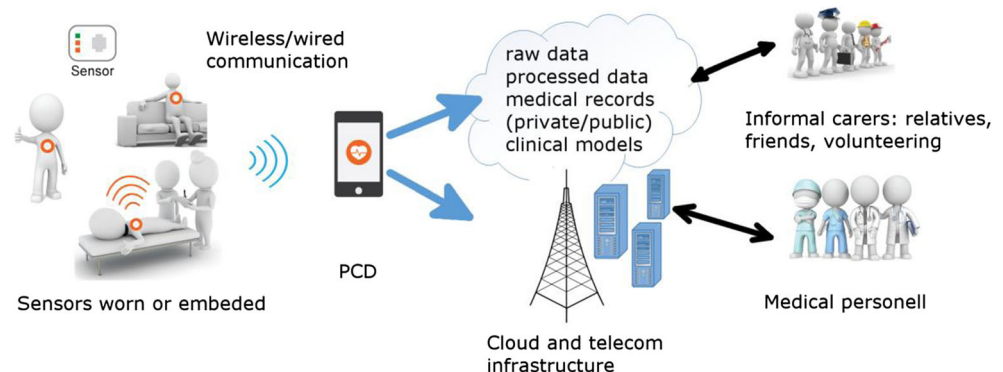 Sensor
Wireless/wired
communication
Sensors worn or embeded
PCD
raw data
processed data
medical records
(private/public)
clinical models
Cloud and telecom
infrastructure
Informal carers: relatives,
friends, volunteering
Medical personell